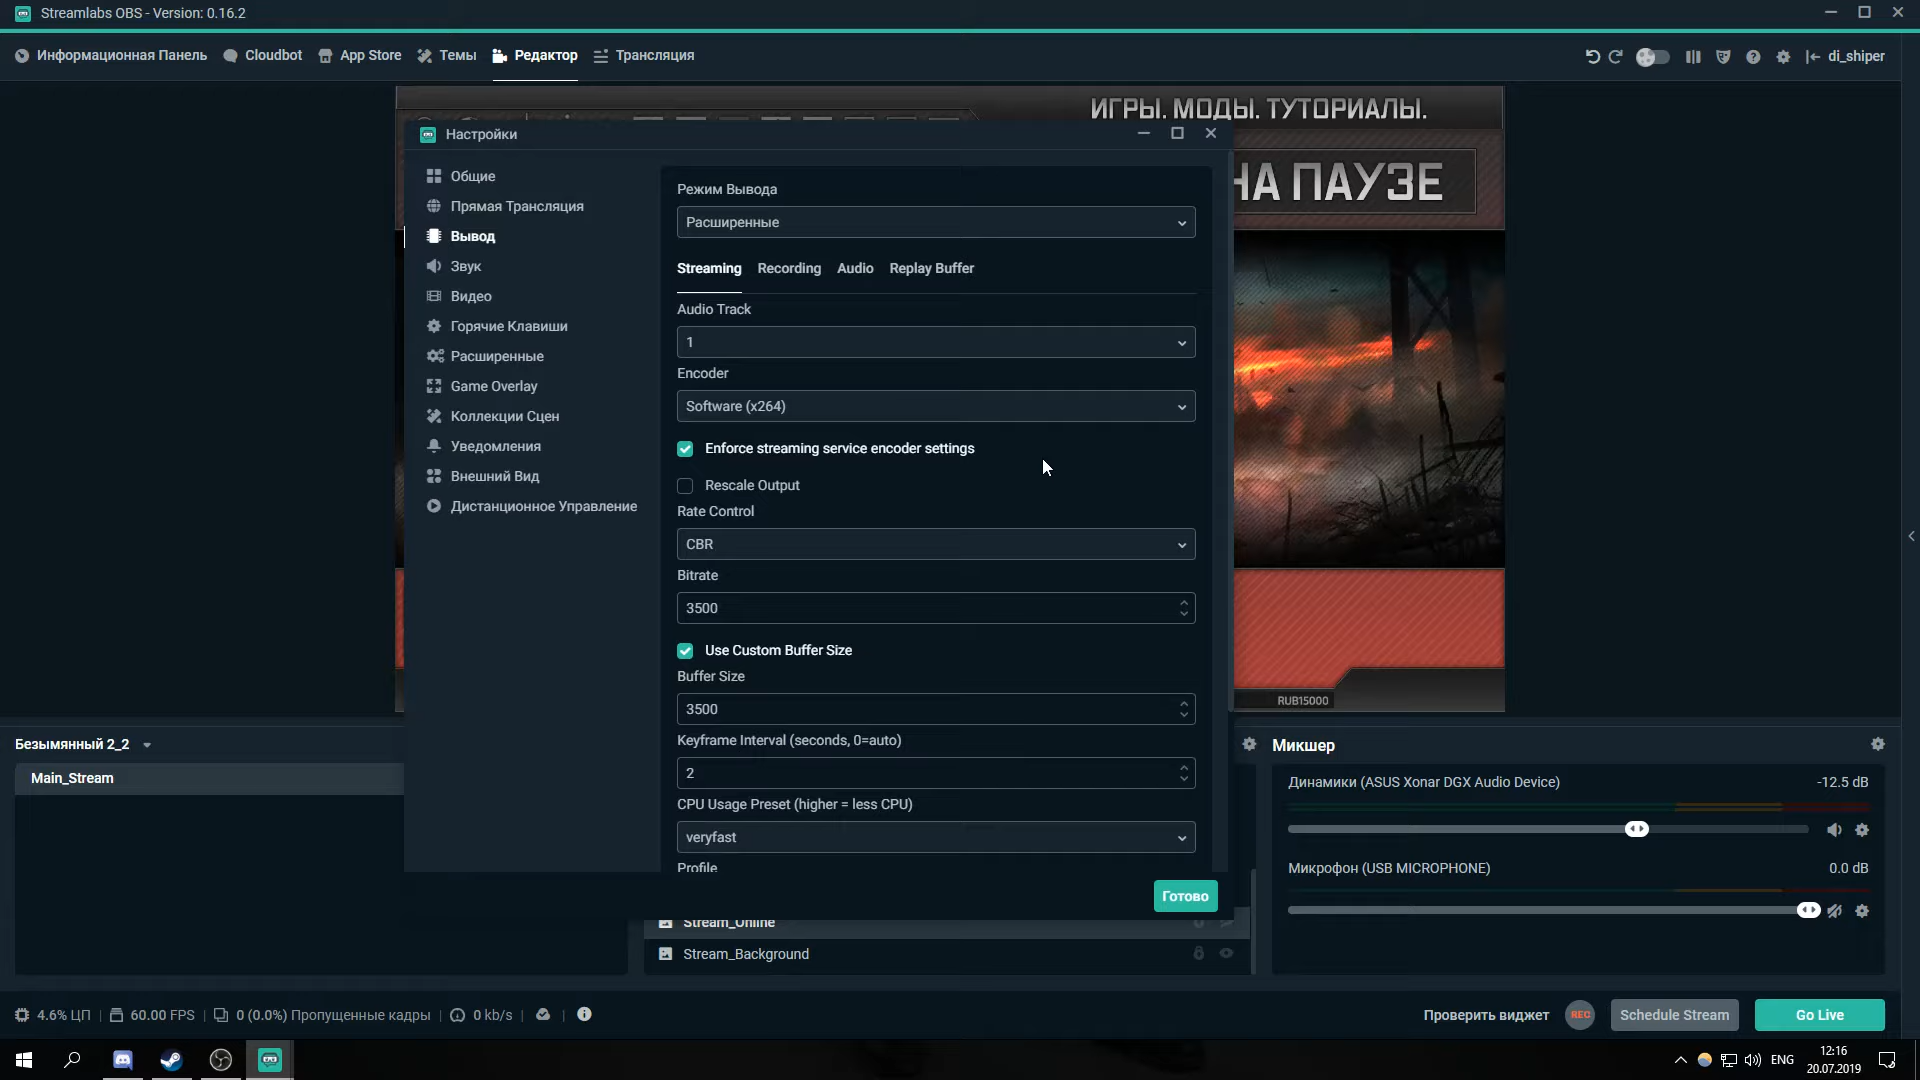 Streamlabs OBS - Version: 0.16.2
Информационная Панель
Cloudbot
App Store
Темы
Редактор
Трансляция
di_shiper
ИГРЫ. МОДЫ. ТУТОРИАЛЫ.
НА ПАУЗЕ
Настройки
Общие
Прямая Трансляция
Вывод
Звук
Видео
Горячие Клавиши
Расширенные
Game Overlay
Коллекции Сцен
Уведомления
Внешний Вид
Дистанционное Управление
Режим Вывода
Расширенные
Streaming
Recording
Audio
Replay Buffer
Audio Track
1
Encoder
Software (x264)
Enforce streaming service encoder settings
Rescale Output
Rate Control
CBR
Bitrate
3500
Use Custom Buffer Size
Buffer Size
3500
Keyframe Interval (seconds, 0=auto)
2
CPU Usage Preset (higher = less CPU)
veryfast
Profile
Готово
RUB15000
Безымянный 2_2
Main_Stream
Stream_Online
Stream_Background
Микшер
Динамики (ASUS Xonar DGX Audio Device)
-12.5 dB
Микрофон (USB MICROPHONE)
0.0 dB
4.6% ЦП
60.00 FPS
0 (0.0%) Пропущенные кадры
0 kb/s
Проверить виджет
REC
Schedule Stream
Go Live
ENG
12:16
20.07.2019